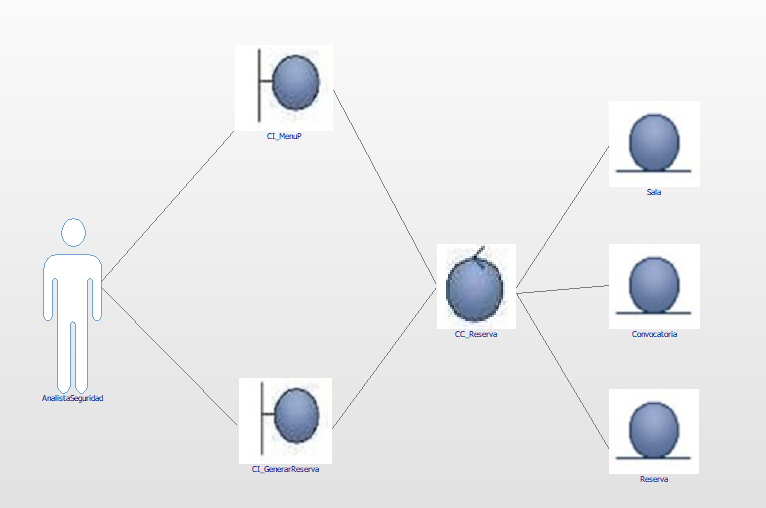 CI_MenuP
Sala
CC_Reserva
Convocatoria
AnalistaSeguridad
CI_GenerarReserva
Reserva